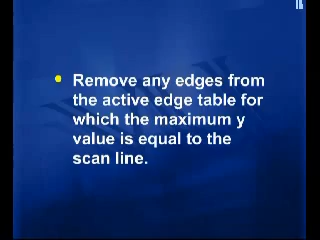 Remove any edges from
the active edge table for
which the maximum y
value is equal to the
scan line.